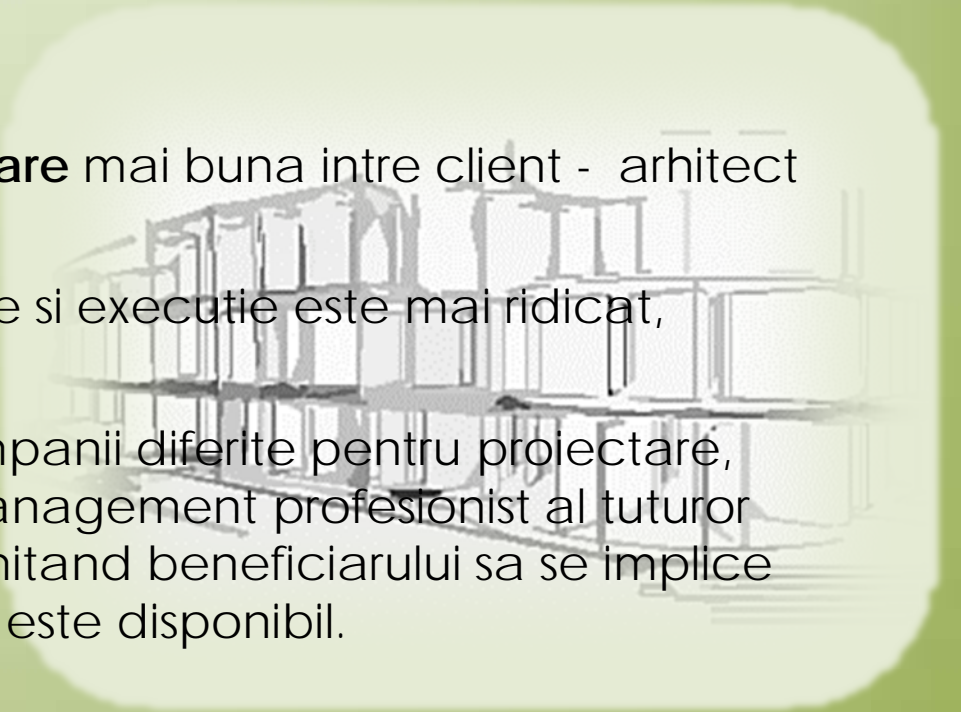 are mai buna intre client -  arhitect
e si executie este mai ridicat,
npanii diferite pentru proiectare,
anagement profesionist al tuturor
nitand beneficiarului sa se implice
este disponibil.